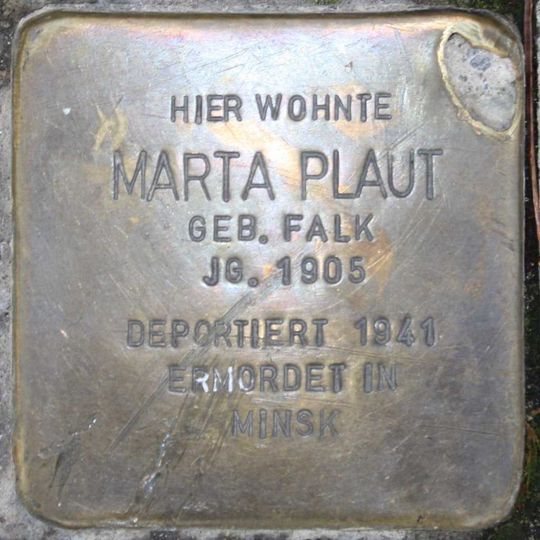 HIER WOHNTE
MARTA PLAUT
GEB. FALK
JG. 1905
DEPORTIERT 1941
ERMORDET IN
MINSK